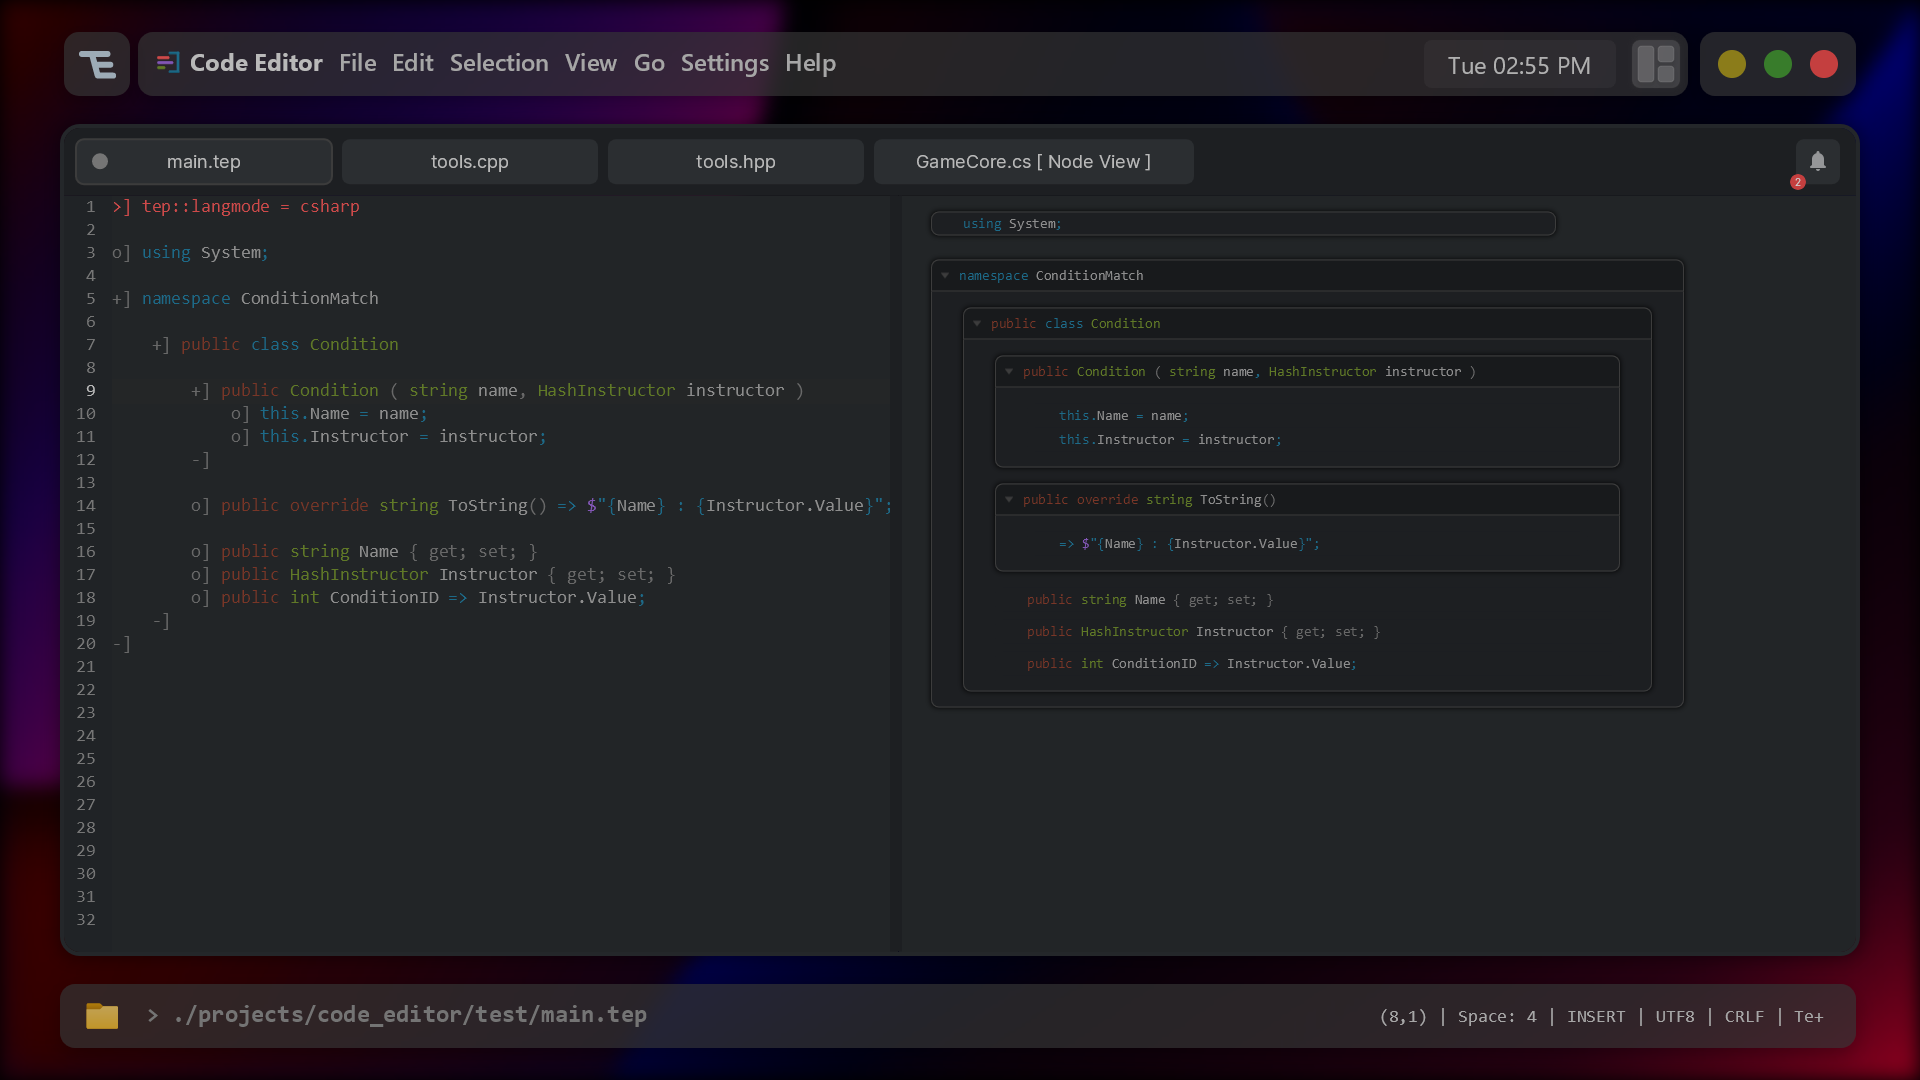 TE
Code Editor File Edit Selection View Go Settings Help
Tue 02:55 PM
main.tep
tools.cpp
tools.hpp
GameCore.cs [ Node View ]
2
1 >] tep::langmode = csharp
2
3 o] using System;
4
5 +] namespace ConditionMatch
6
7 +] public class Condition
8
9 +] public Condition ( string name, HashInstructor instructor )
10 o] this.Name = name;
11 o] this.Instructor = instructor;
12 -]
13
14 o] public override string ToString() => $"{Name} : {Instructor.Value}";
15
16 o] public string Name { get; set; }
17 o] public HashInstructor Instructor { get; set; }
18 o] public int ConditionID => Instructor.Value;
19 -]
20 -]
21
22
23
24
25
26
27
28
29
30
31
32
using System;
namespace ConditionMatch
public class Condition
public Condition ( string name, HashInstructor instructor )
this.Name = name;
this.Instructor = instructor;
public override string ToString()
=> $"{Name} : {Instructor.Value}";
public string Name { get; set; }
public HashInstructor Instructor { get; set; }
public int ConditionID => Instructor.Value;
> ./projects/code_editor/test/main.tep
(8,1) | Space: 4 | INSERT | UTF8 | CRLF | Te+